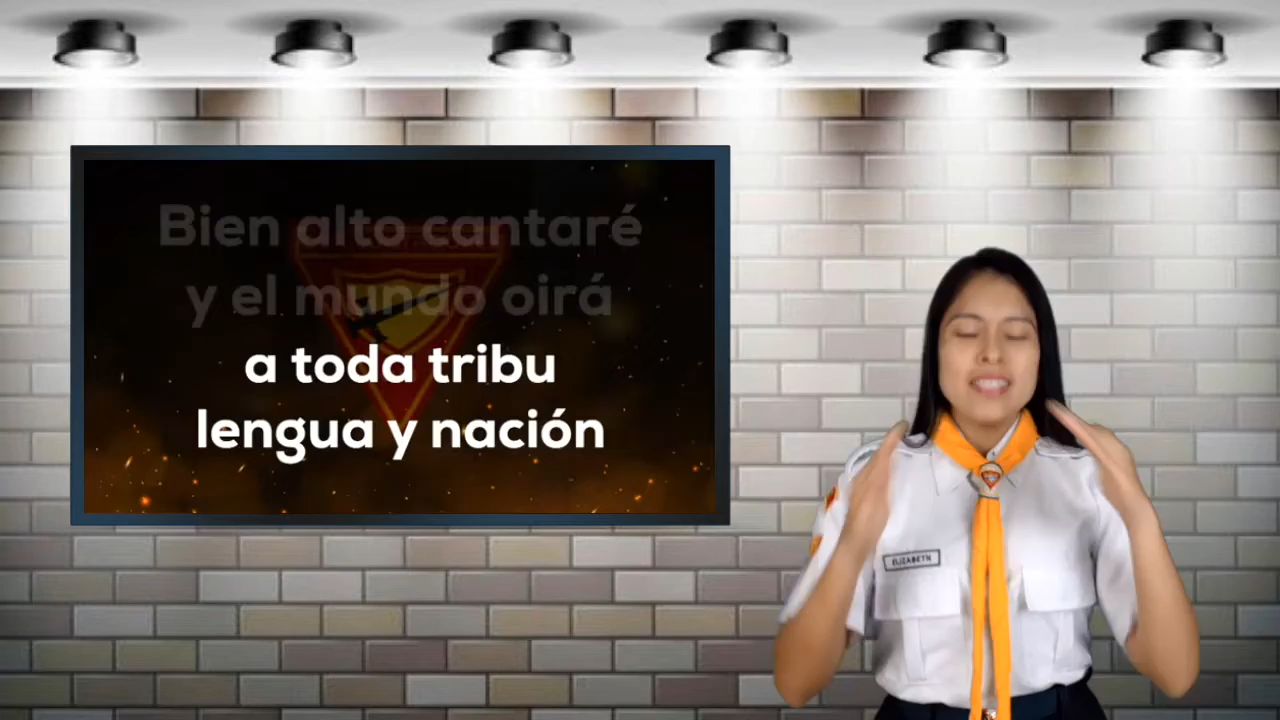 Bien alto cantaré
y el mundo oirá
a toda tribu
lengua y nación
ELIZABETH